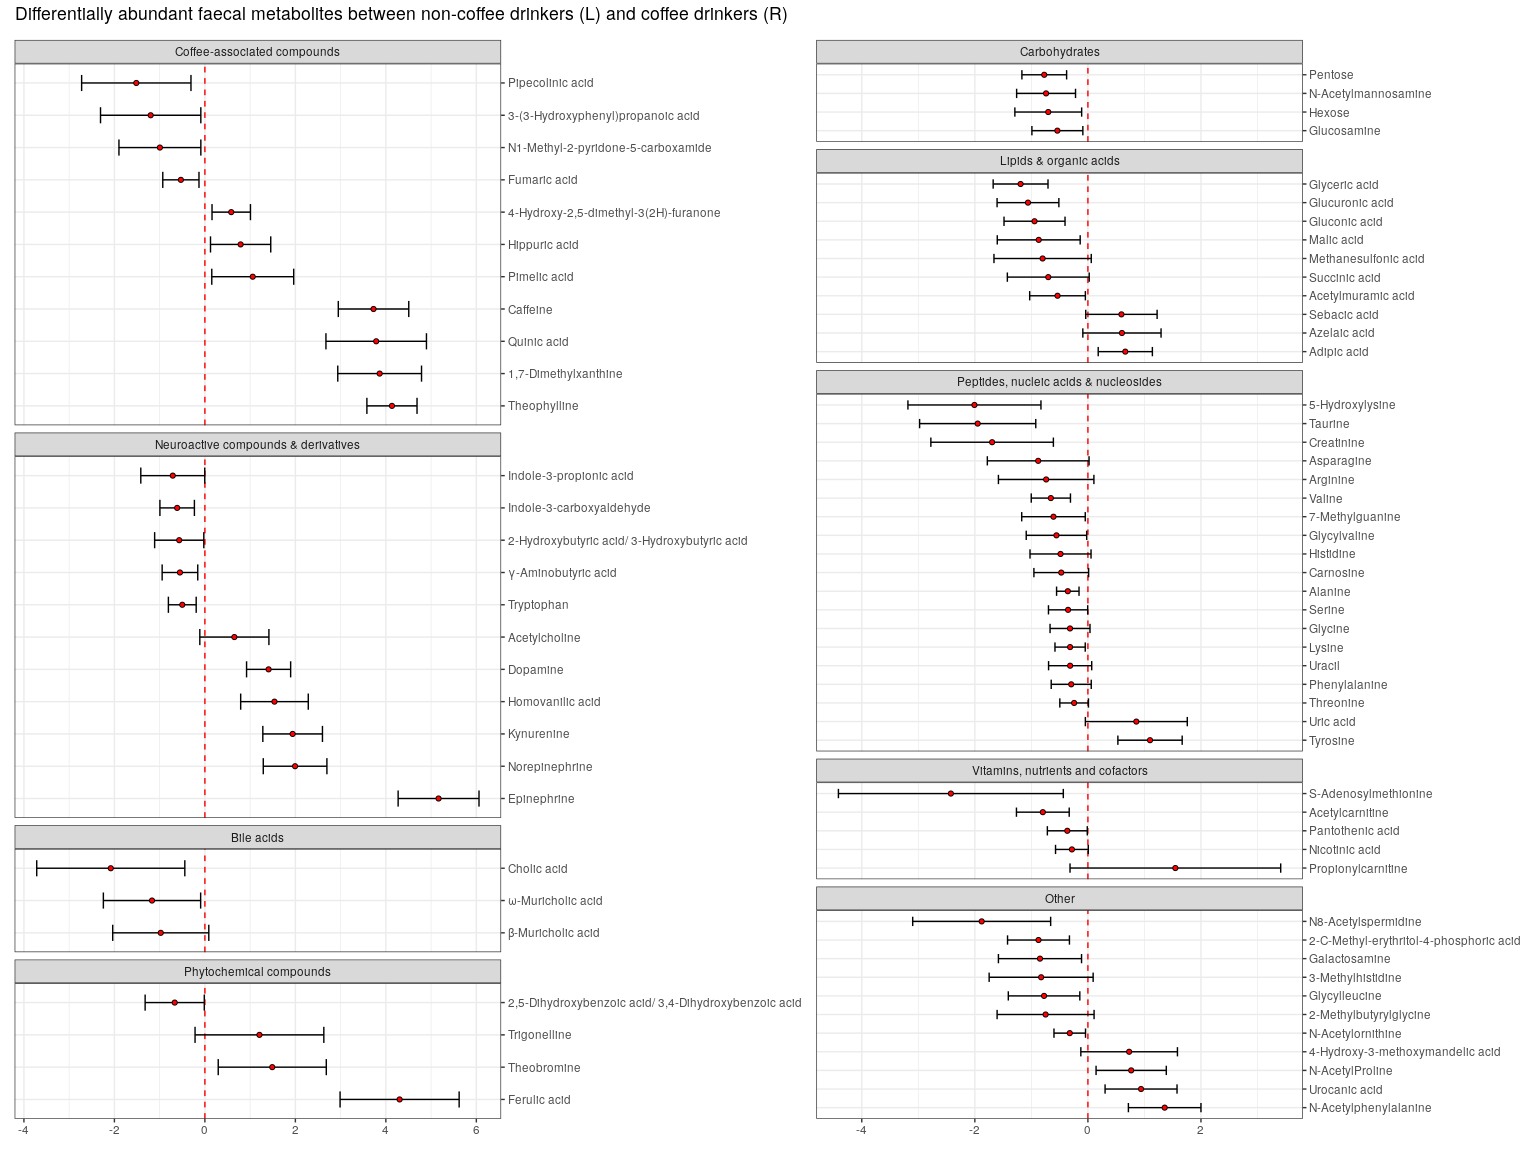 Differentially abundant faecal metabolites between non-coffee drinkers (L) and coffee drinkers (R)
Coffee-associated compounds
Pipecolinic acid
3-(3-Hydroxyphenyl)propanoic acid
N1-Methyl-2-pyridone-5-carboxamide
Fumaric acid
4-Hydroxy-2,5-dimethyl-3(2H)-furanone
Hippuric acid
Pimelic acid
Caffeine
Quinic acid
1,7-Dimethylxanthine
Theophylline
Neuroactive compounds & derivatives
Indole-3-propionic acid
Indole-3-carboxyaldehyde
2-Hydroxybutyric acid/ 3-Hydroxybutyric acid
γ-Aminobutyric acid
Tryptophan
Acetylcholine
Dopamine
Homovanilic acid
Kynurenine
Norepinephrine
Epinephrine
Bile acids
Cholic acid
ω-Muricholic acid
β-Muricholic acid
Phytochemical compounds
2,5-Dihydroxybenzoic acid/ 3,4-Dihydroxybenzoic acid
Trigonelline
Theobromine
Ferulic acid
-4 -2 0 2 4 6
Carbohydrates
Pentose
N-Acetylmannosamine
Hexose
Glucosamine
Lipids & organic acids
Glyceric acid
Glucuronic acid
Gluconic acid
Malic acid
Methanesulfonic acid
Succinic acid
Acetylmuramic acid
Sebacic acid
Azelaic acid
Adipic acid
Peptides, nucleic acids & nucleosides
5-Hydroxylysine
Taurine
Creatinine
Asparagine
Arginine
Valine
7-Methylguanine
Glycylvaline
Histidine
Carnosine
Alanine
Serine
Glycine
Lysine
Uracil
Phenylalanine
Threonine
Uric acid
Tyrosine
Vitamins, nutrients and cofactors
S-Adenosylmethionine
Acetylcarnitine
Pantothenic acid
Nicotinic acid
Propionylcarnitine
Other
N8-Acetylspermidine
2-C-Methyl-erythritol-4-phosphoric acid
Galactosamine
3-Methylhistidine
Glycylleucine
2-Methylbutyrylglycine
N-Acetylornithine
4-Hydroxy-3-methoxymandelic acid
N-AcetylProline
Urocanic acid
N-Acetylphenylalanine
-4 -2 0 2